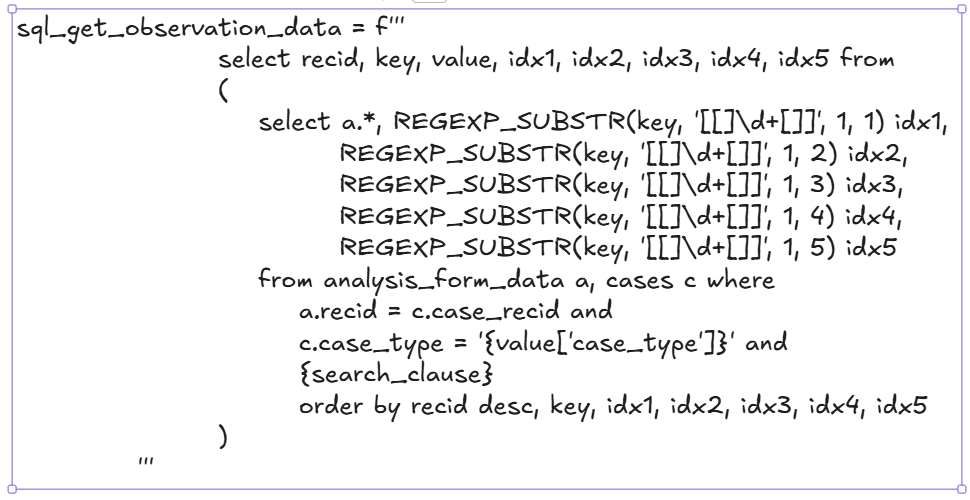 sql_get_observation_data = f'''
select recid, key, value, idx1, idx2, idx3, idx4, idx5 from
(
select a.*, REGEXP_SUBSTR(key, '[[]\d+[]]', 1, 1) idx1,
REGEXP_SUBSTR(key, '[[]\d+[]]', 1, 2) idx2,
REGEXP_SUBSTR(key, '[[]\d+[]]', 1, 3) idx3,
REGEXP_SUBSTR(key, '[[]\d+[]]', 1, 4) idx4,
REGEXP_SUBSTR(key, '[[]\d+[]]', 1, 5) idx5
from analysis_form_data a, cases c where
a.recid = c.case_recid and
c.case_type = '{value['case_type']}' and
{search_clause}
order by recid desc, key, idx1, idx2, idx3, idx4, idx5
)
'''